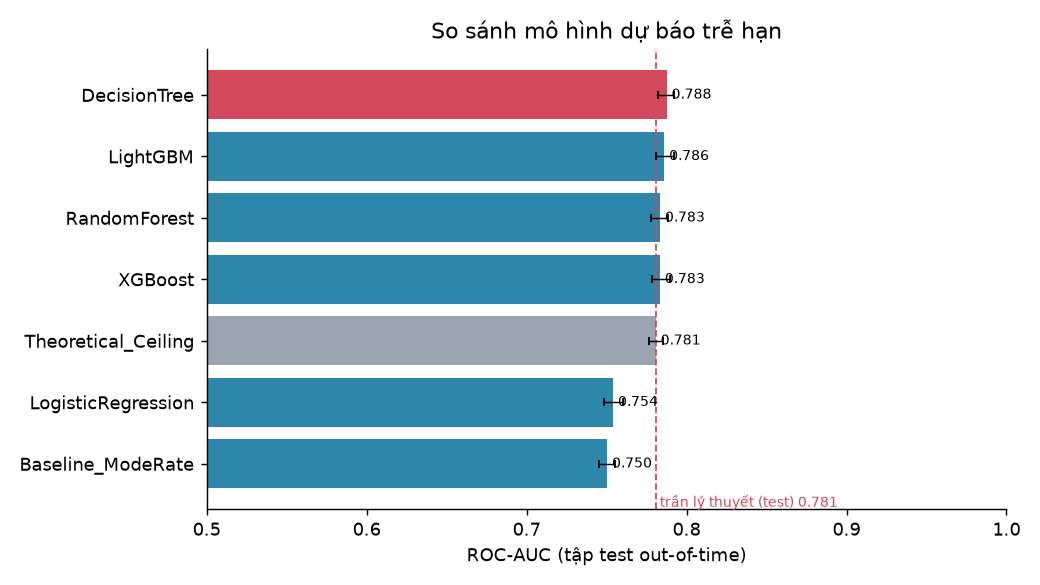 So sánh mô hình dự báo trễ hạn
DecisionTree
0.788
LightGBM
0.786
RandomForest
0.783
XGBoost
0.783
Theoretical_Ceiling
0.781
LogisticRegression
0.754
Baseline_ModeRate
0.750
trần lý thuyết (test) 0.781
0.5 0.6 0.7 0.8 0.9 1.0
ROC-AUC (tập test out-of-time)